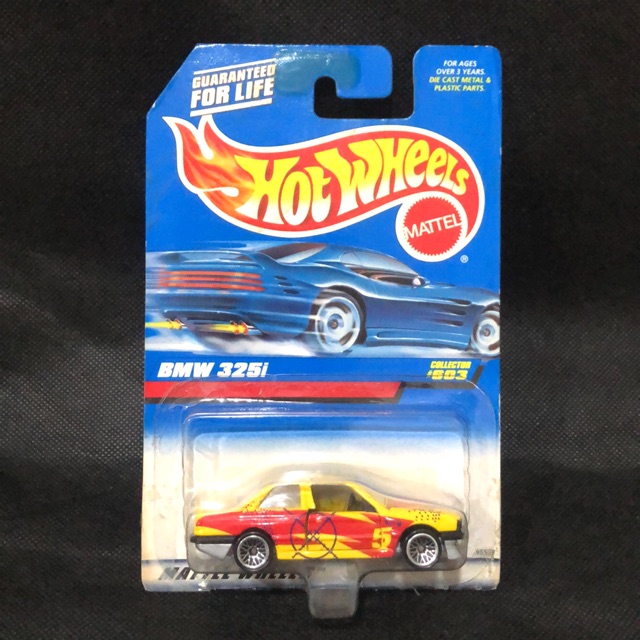 GUARANTEED
FOR LIFE
FOR AGES
OVER 3 YEARS.
DIE CAST METAL &
PLASTIC PARTS.
HOT WHEELS
MATTEL
®
BMW 325i
COLLECTOR
#603
5